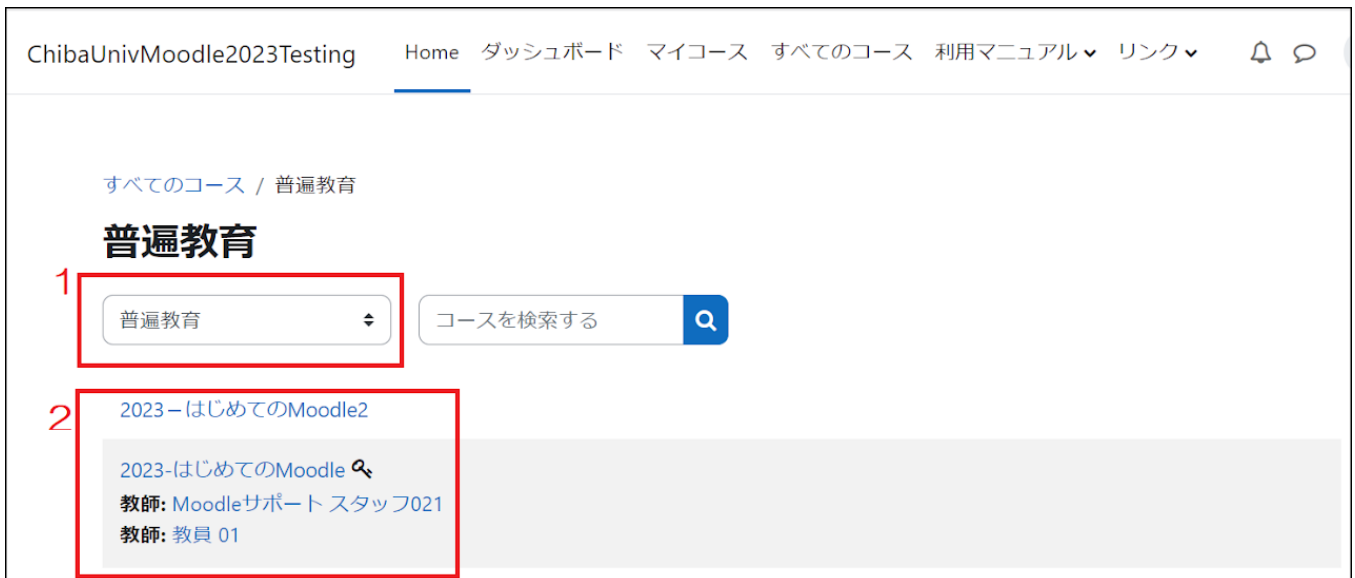 ChibaUnivMoodle2023Testing Home ダッシュボード マイコース すべてのコース 利用マニュアル リンク
すべてのコース / 普遍教育
普遍教育
1
普遍教育 コースを検索する
2
2023－はじめてのMoodle2
2023-はじめてのMoodle
教師: Moodleサポート スタッフ021
教師: 教員 01